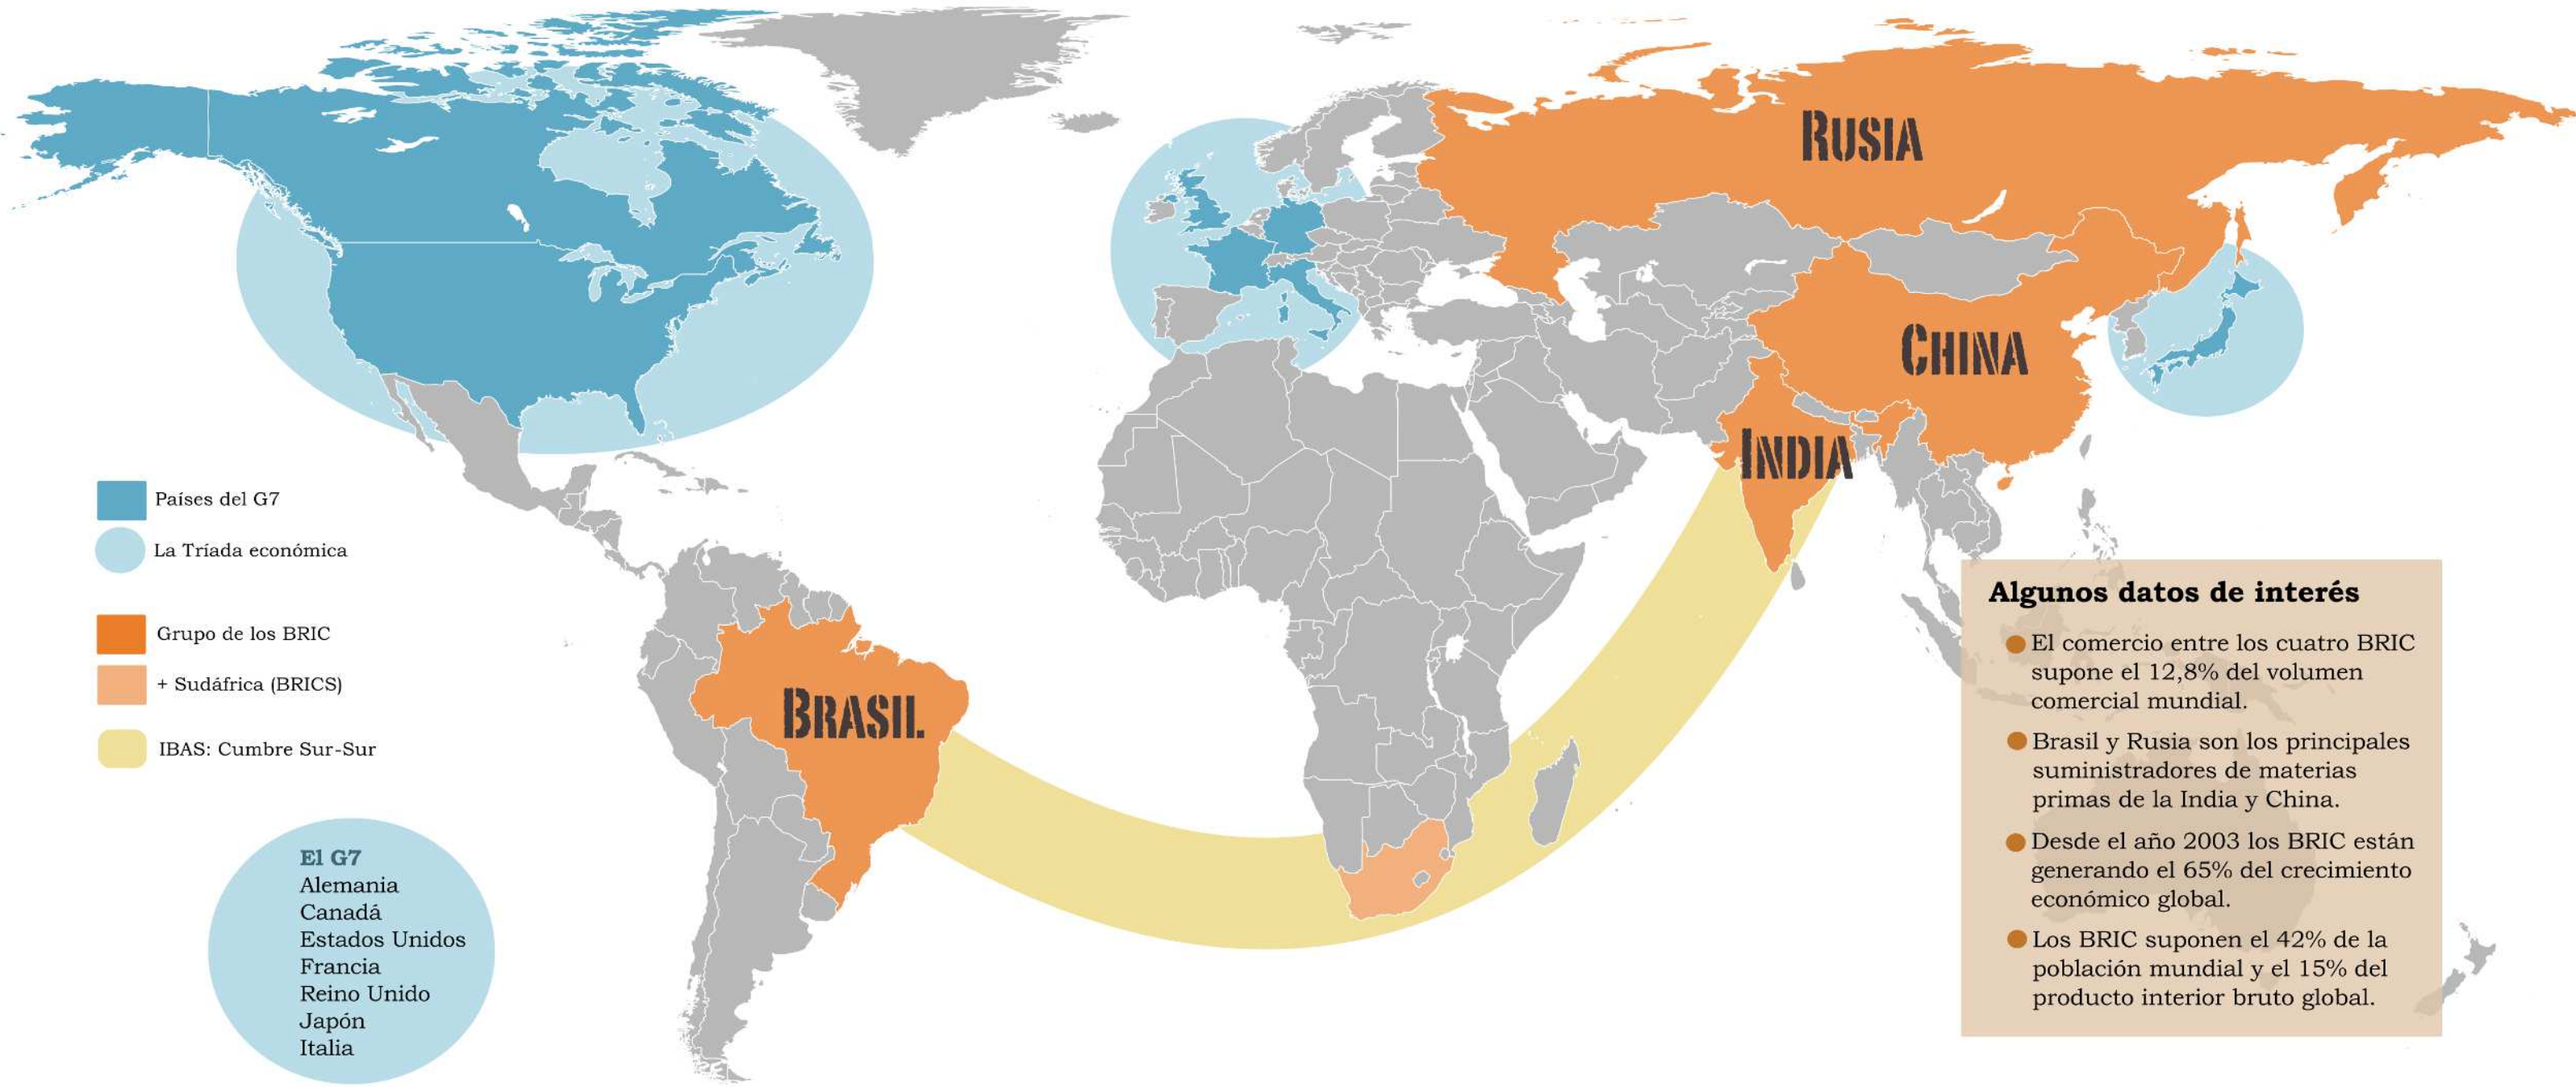 RUSIA
CHINA
INDIA
BRASIL
Países del G7
La Tríada económica
Grupo de los BRIC
+ Sudáfrica (BRICS)
IBAS: Cumbre Sur-Sur
El G7
Alemania
Canadá
Estados Unidos
Francia
Reino Unido
Japón
Italia
Algunos datos de interés
El comercio entre los cuatro BRIC
supone el 12,8% del volumen
comercial mundial.
Brasil y Rusia son los principales
suministradores de materias
primas de la India y China.
Desde el año 2003 los BRIC están
generando el 65% del crecimiento
económico global.
Los BRIC suponen el 42% de la
población mundial y el 15% del
producto interior bruto global.